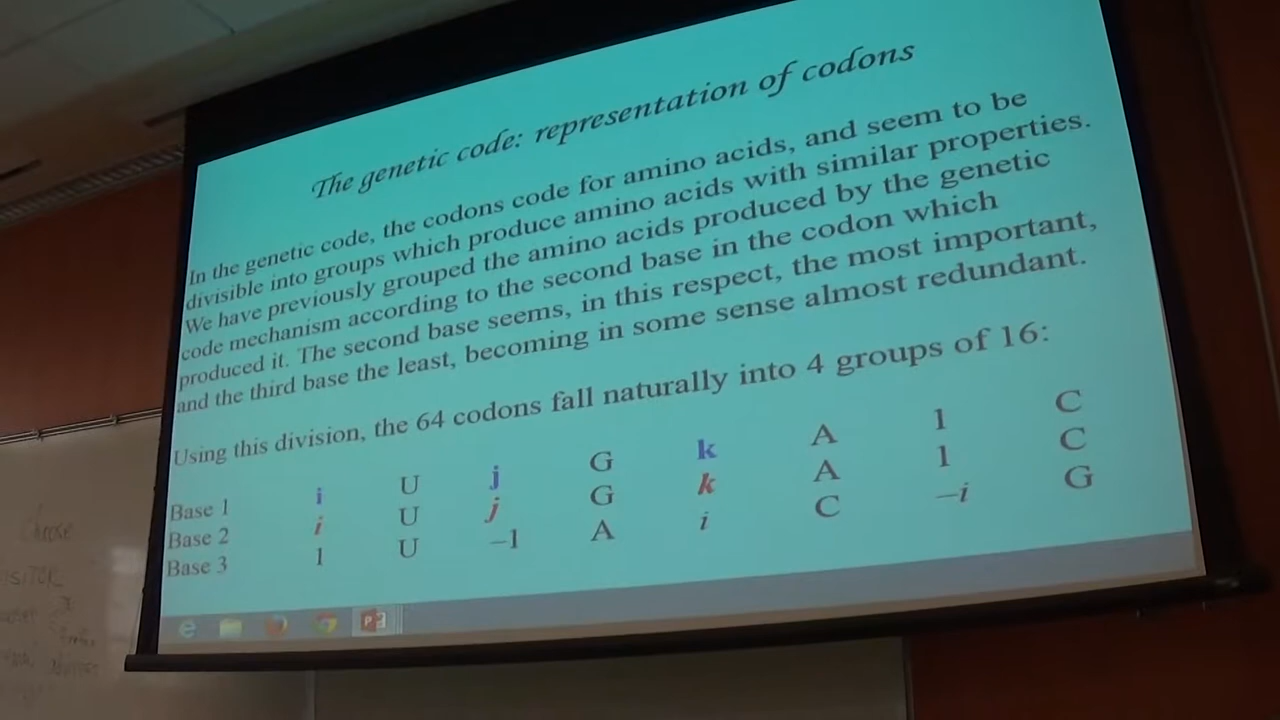 The genetic code: representation of codons
In the genetic code, the codons code for amino acids, and seem to be
divisible into groups which produce amino acids with similar properties.
We have previously grouped the amino acids produced by the genetic
code mechanism according to the second base in the codon which
produced it. The second base seems, in this respect, the most important,
and the third base the least, becoming in some sense almost redundant.
Using this division, the 64 codons fall naturally into 4 groups of 16:
Base 1 i U j G k A 1 C
Base 2 i U j G k A 1 C
Base 3 1 U –1 A i C –i G